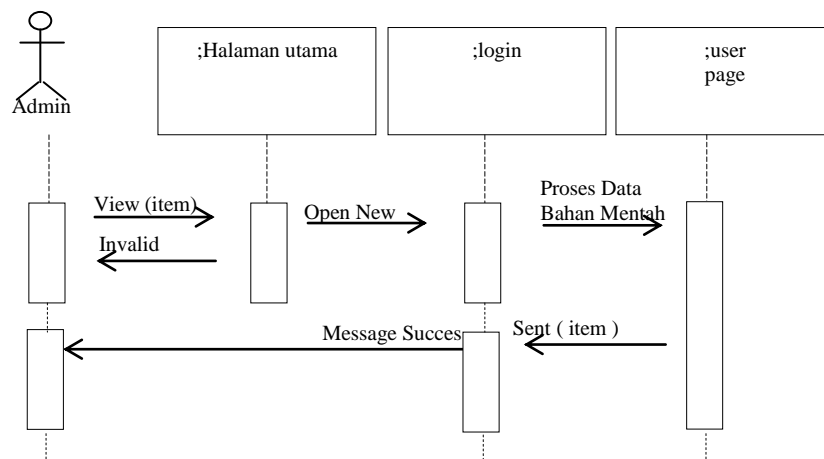 ;Halaman utama
;login
;user
page
Admin
View (item)
Open New
Proses Data
Bahan Mentah
Invalid
Message Succes
Sent ( item )